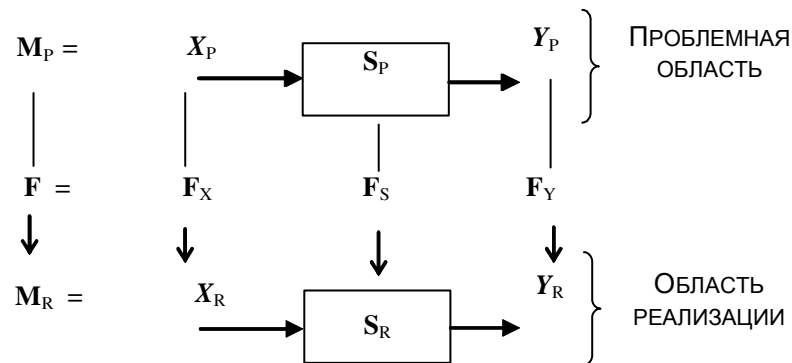 M_P = X_P S_P Y_P ПРОБЛЕМНАЯ
ОБЛАСТЬ
F = F_X F_S F_Y
M_R = X_R S_R Y_R ОБЛАСТЬ
РЕАЛИЗАЦИИ